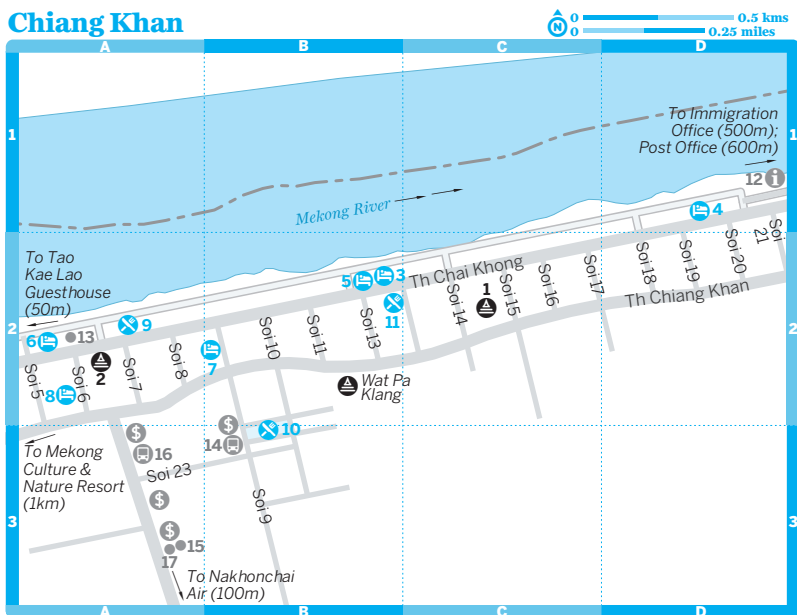 Chiang Khan
N
0 0.5 kms
0 0.25 miles
A B C D
1 1
To Immigration
Office (500m);
Post Office (600m)
12
4
Mekong River
To Tao
Kae Lao
Guesthouse
(50m)
Soi 21
Soi 20
Soi 19
Soi 18
Th Chai Khong
5 3
1
Th Chiang Khan
Soi 17
Soi 16
Soi 15
Soi 14
11
2 2
13 9
6
2
7
Soi 5
Soi 6
Soi 7
Soi 8
Soi 10
Soi 11
Soi 13
8
Wat Pa
Klang
10
$
$
14
16
To Mekong
Culture &
Nature Resort
(1km)
Soi 23
Soi 9
$
3 3
$
15
17
To Nakhonchai
Air (100m)
A B C D